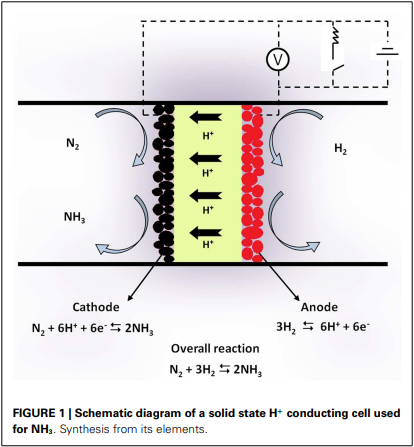 V
N₂
H⁺
H₂
H⁺
H⁺
NH₃
H⁺
Cathode
Anode
N₂ + 6H⁺ + 6e⁻ ⇆ 2NH₃
3H₂ ⇆ 6H⁺ + 6e⁻
Overall reaction
N₂ + 3H₂ ⇆ 2NH₃
FIGURE 1 | Schematic diagram of a solid state H⁺ conducting cell used
for NH₃. Synthesis from its elements.